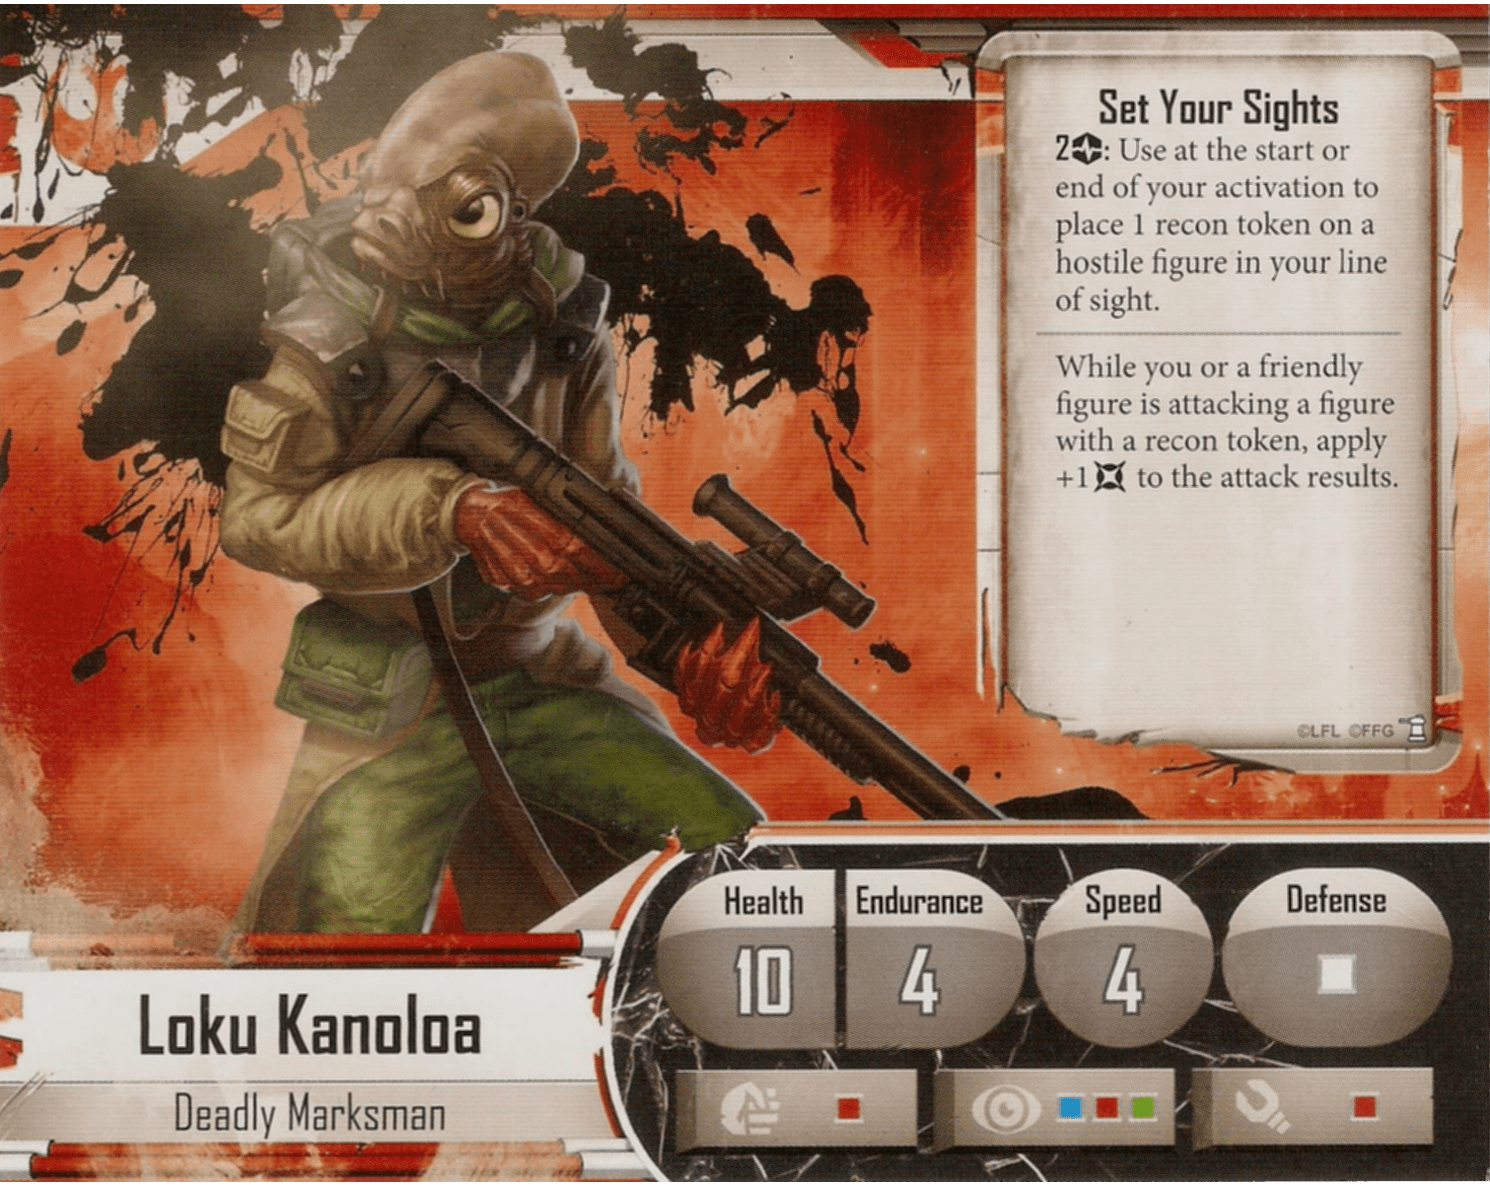 Set Your Sights
2: Use at the start or
end of your activation to
place 1 recon token on a
hostile figure in your line
of sight.
While you or a friendly
figure is attacking a figure
with a recon token, apply
+1 to the attack results.
©LFL ©FFG
Health
Endurance
Speed
Defense
10
4
4
Loku Kanoloa
Deadly Marksman